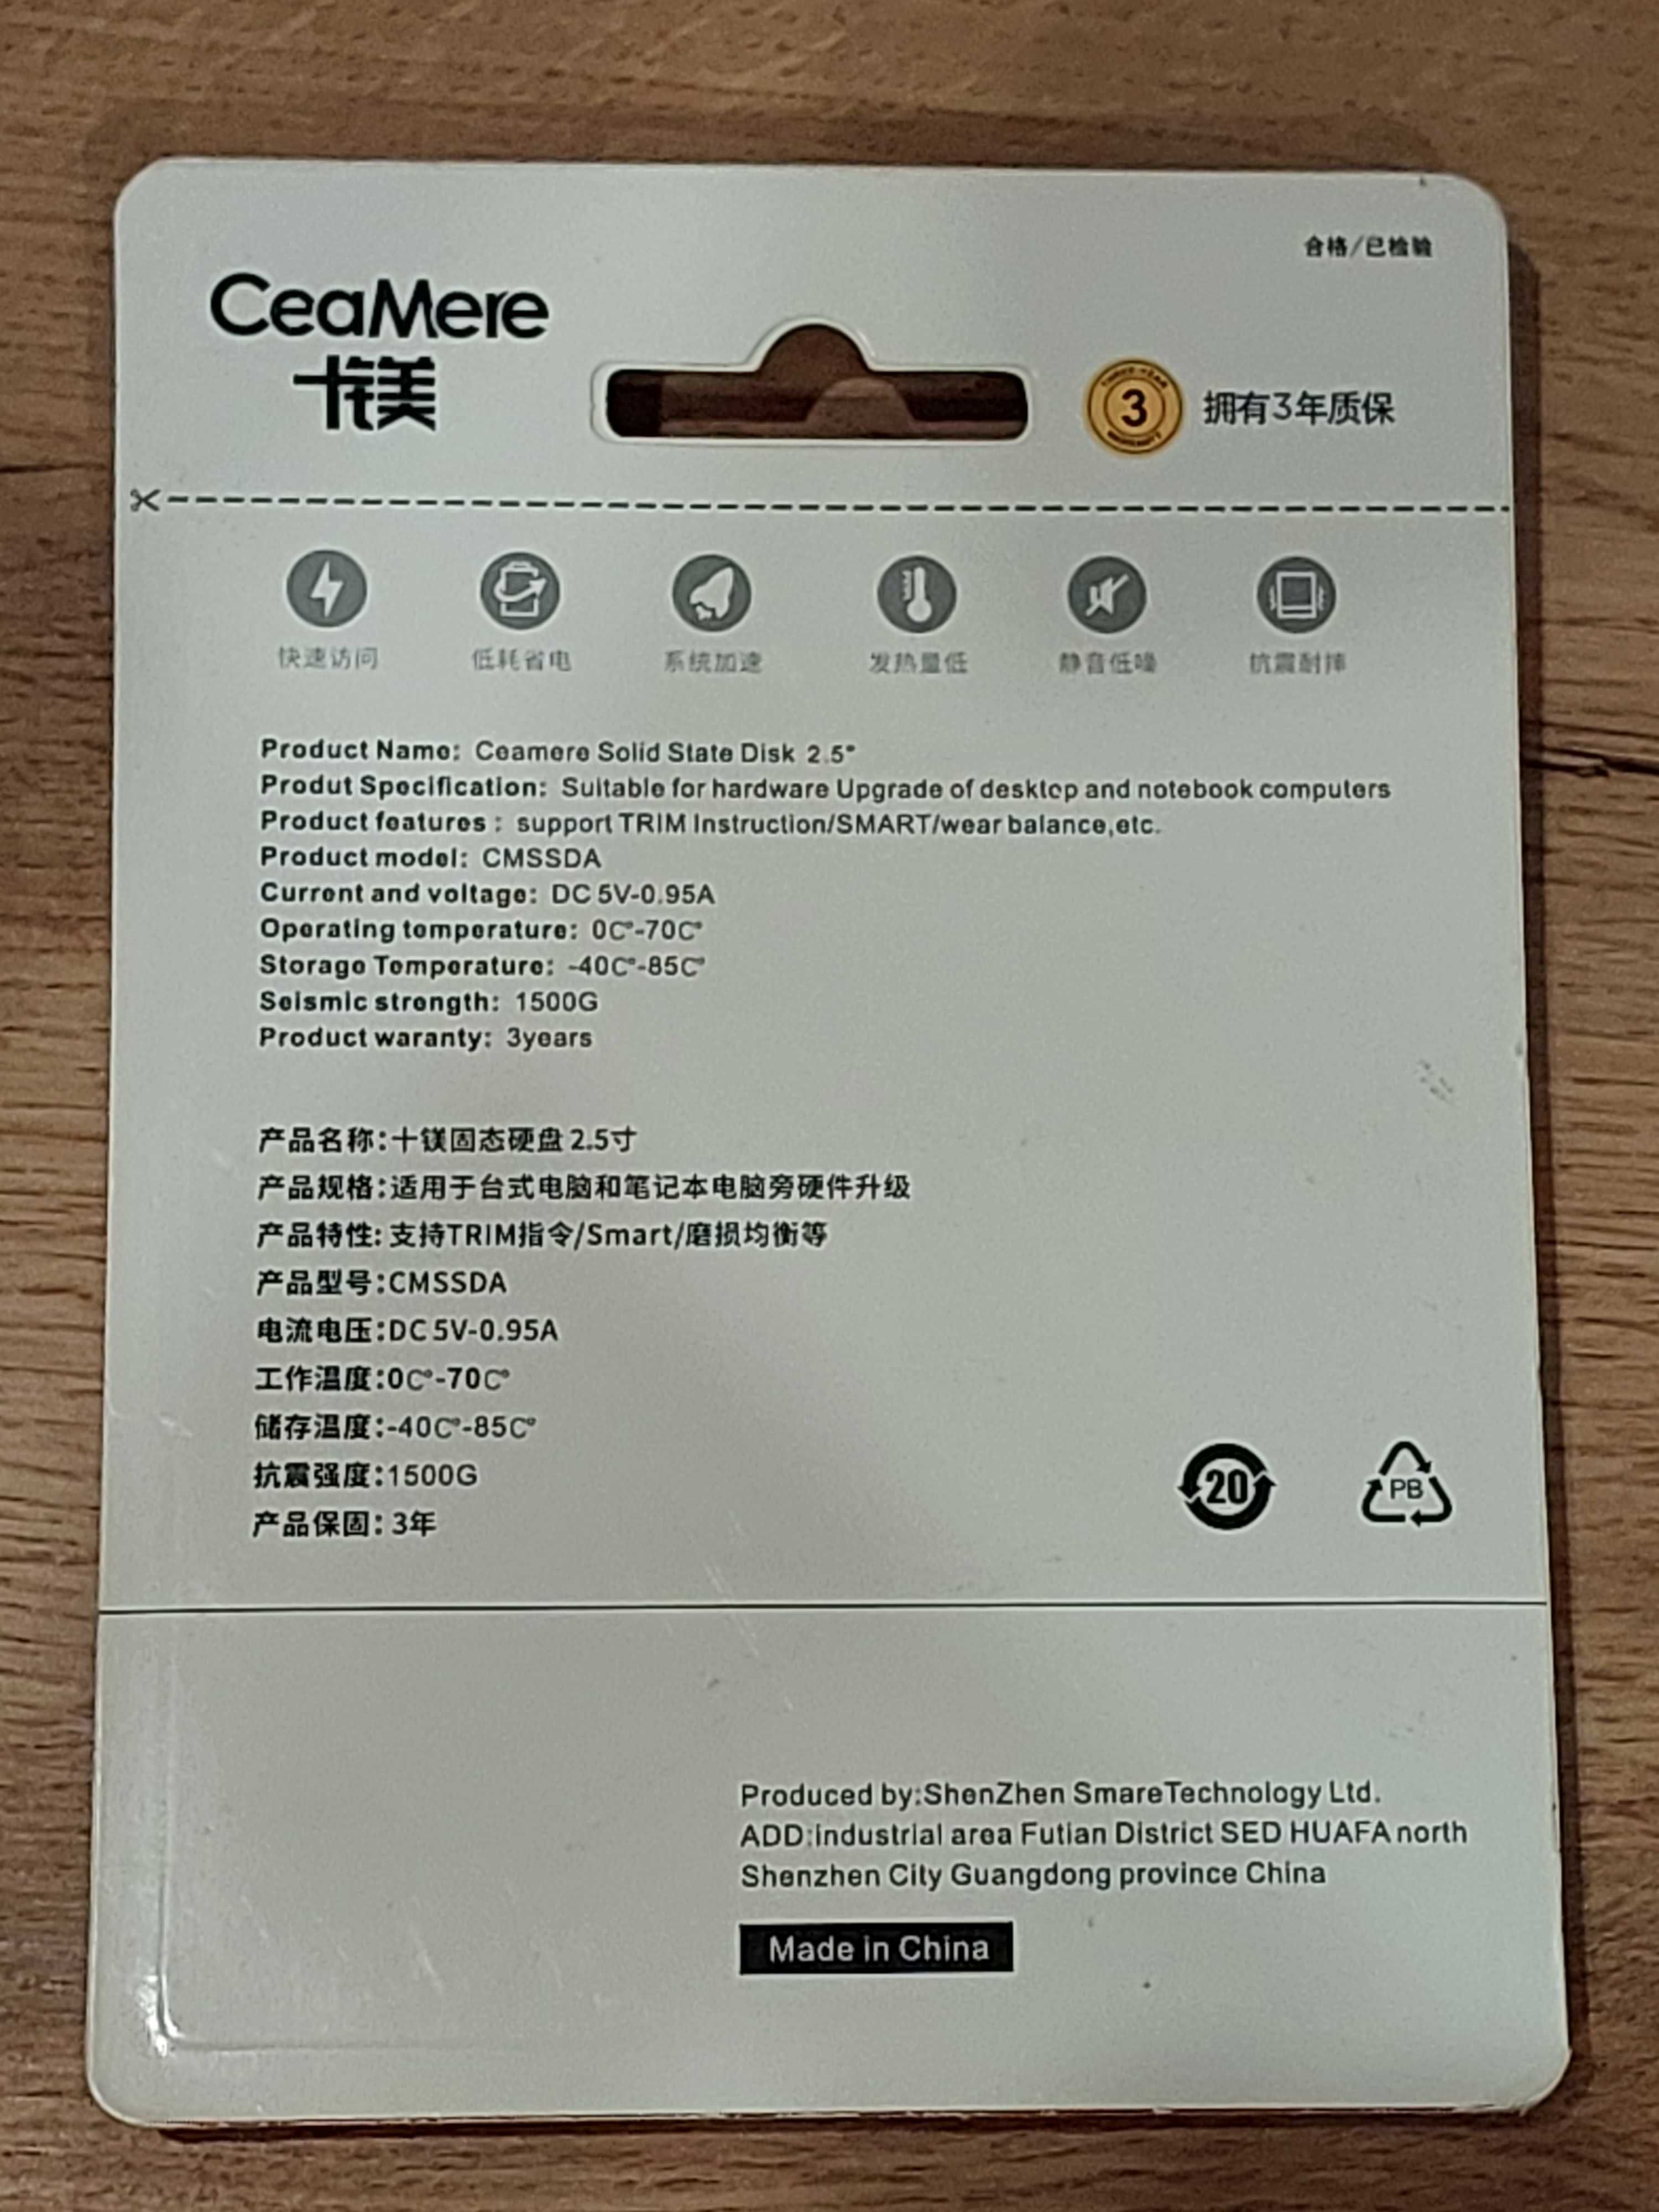 合格/已检验
CeaMere
卡镁
3
拥有3年质保
快速访问
低耗省电
系统加速
发热量低
静音低噪
抗震耐摔
Product Name: Ceamere Solid State Disk 2.5"
Produt Specification: Suitable for hardware Upgrade of desktop and notebook computers
Product features : support TRIM Instruction/SMART/wear balance,etc.
Product model: CMSSDA
Current and voltage: DC 5V-0.95A
Operating temperature: 0C°-70C°
Storage Temperature: -40C°-85C°
Seismic strength: 1500G
Product waranty: 3years
产品名称:十镁固态硬盘 2.5寸
产品规格:适用于台式电脑和笔记本电脑旁硬件升级
产品特性: 支持TRIM指令/Smart/磨损均衡等
产品型号:CMSSDA
电流电压:DC 5V-0.95A
工作温度:0C°-70C°
储存温度:-40C°-85C°
抗震强度:1500G
产品保固: 3年
20
PB
Produced by:ShenZhen SmareTechnology Ltd.
ADD:industrial area Futian District SED HUAFA north
Shenzhen City Guangdong province China
Made in China